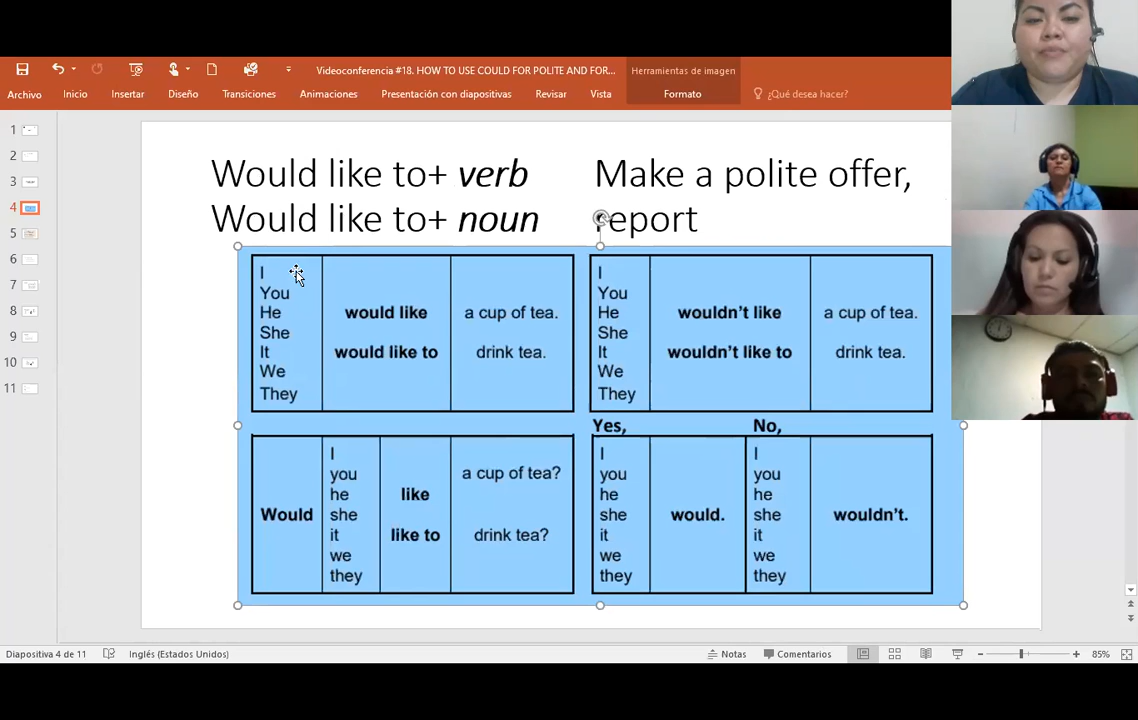 Videoconferencia #18. HOW TO USE COULD FOR POLITE AND FOR...
Herramientas de imagen
Archivo
Inicio
Insertar
Diseño
Transiciones
Animaciones
Presentación con diapositivas
Revisar
Vista
Formato
¿Qué desea hacer?
1
2
3
4
5
6
7
8
9
10
11
Would like to+ verb
Would like to+ noun
Make a polite offer,
report
I
You
He
She
It
We
They
would like
would like to
a cup of tea.
drink tea.
I
You
He
She
It
We
They
wouldn't like
wouldn't like to
a cup of tea.
drink tea.
Would
I
you
he
she
it
we
they
like
like to
a cup of tea?
drink tea?
Yes,
No,
I
you
he
she
it
we
they
would.
I
you
he
she
it
we
they
wouldn't.
Diapositiva 4 de 11
Inglés (Estados Unidos)
Notas
Comentarios
85%